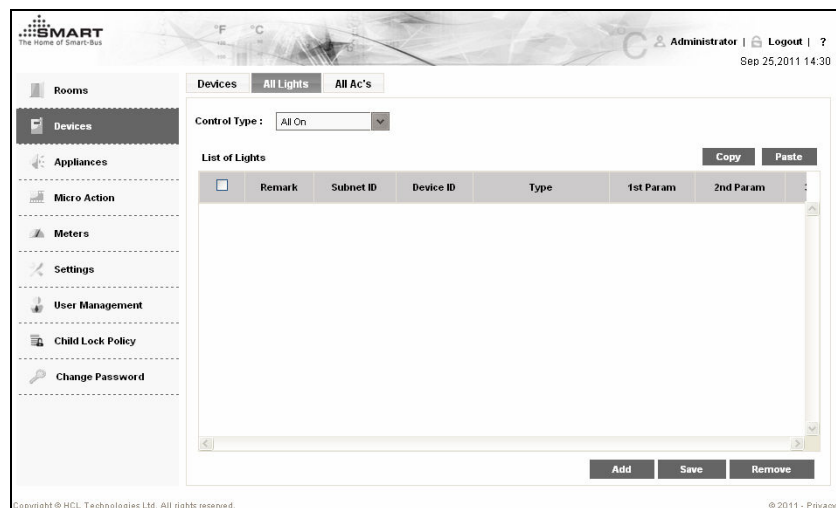 SMART
The Home of Smart-Bus
°F °C
C
Administrator | Logout | ?
Sep 25,2011 14:30
Rooms
Devices
Appliances
Micro Action
Meters
Settings
User Management
Child Lock Policy
Change Password
Devices All Lights All Ac's
Control Type : All On
List of Lights Copy Paste
Remark Subnet ID Device ID Type 1st Param 2nd Param
Add Save Remove
Copyright © HCL Technologies Ltd. All rights reserved. © 2011 - Privacy